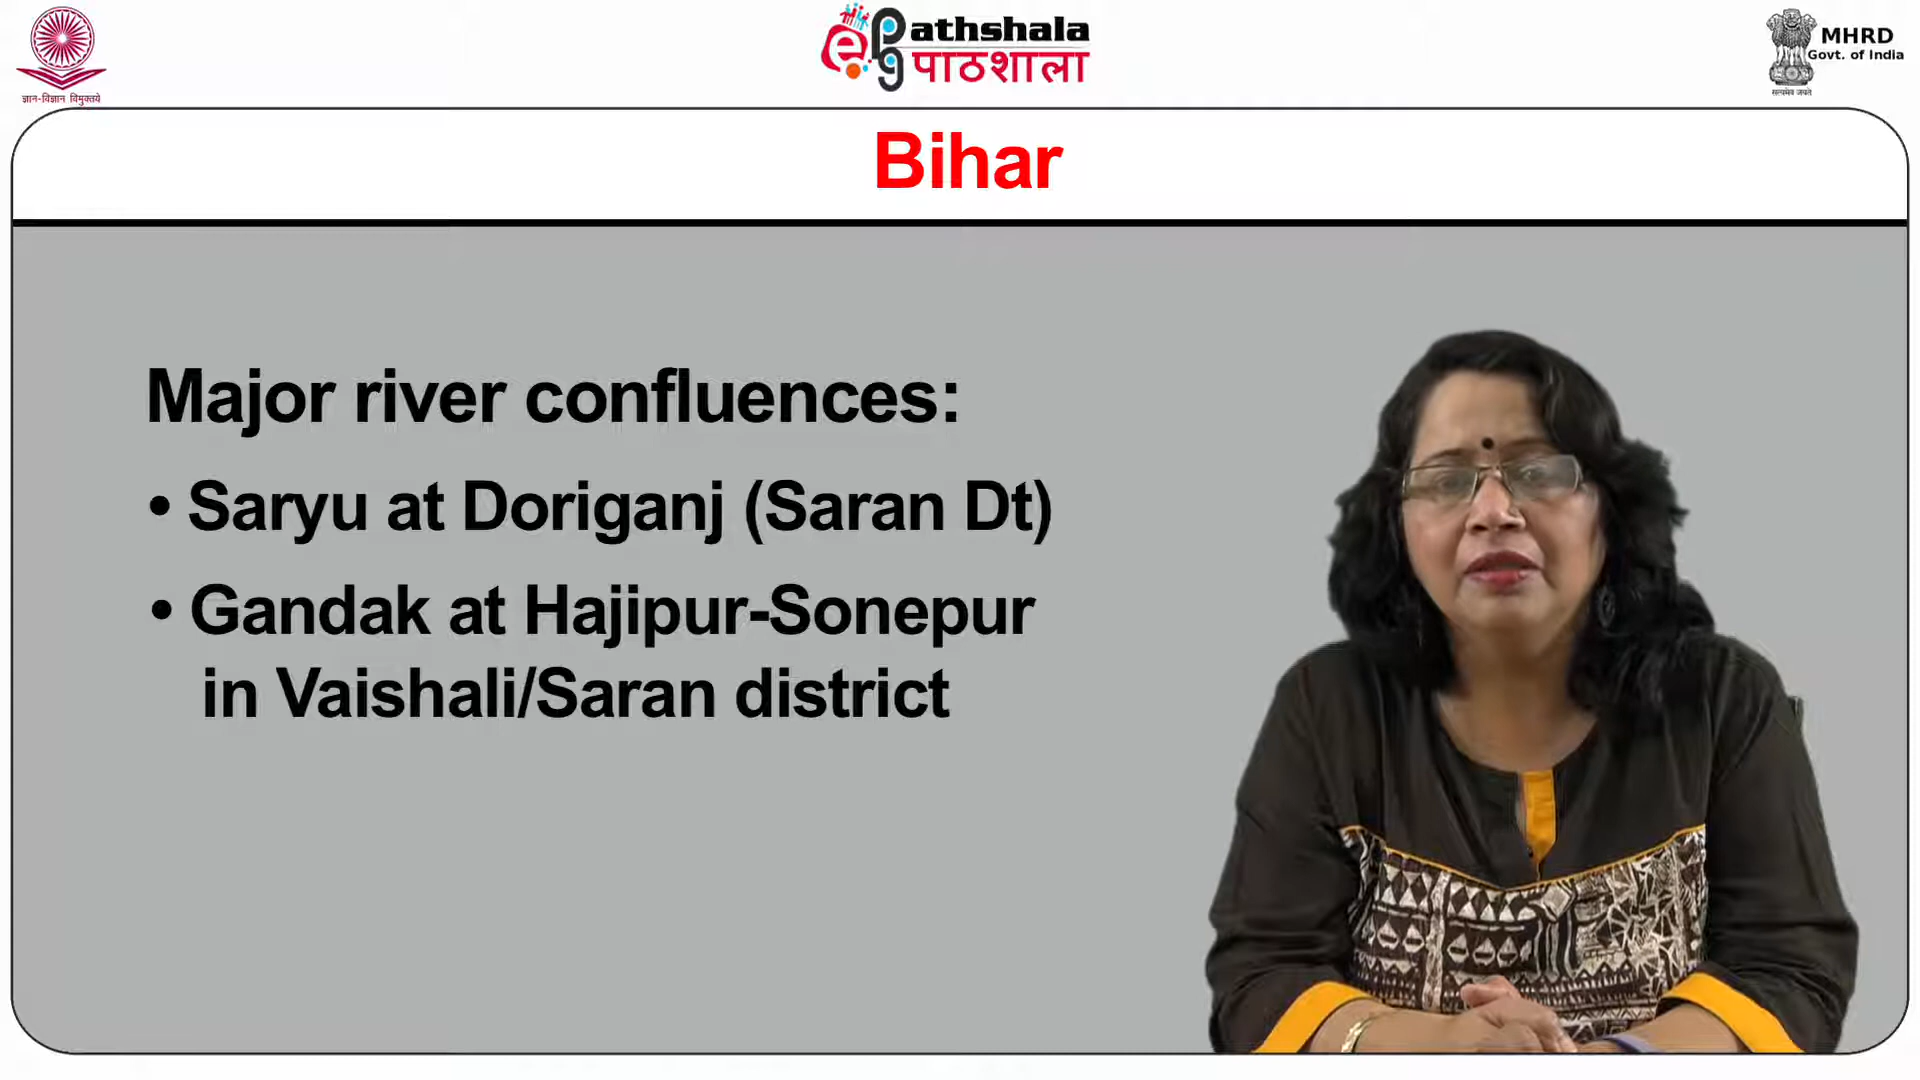 ज्ञान-विज्ञान विमुक्तये
ePgathshala
पाठशाला
MHRD
Govt. of India
सत्यमेव जयते
Bihar
Major river confluences:
• Saryu at Doriganj (Saran Dt)
• Gandak at Hajipur-Sonepur
in Vaishali/Saran district